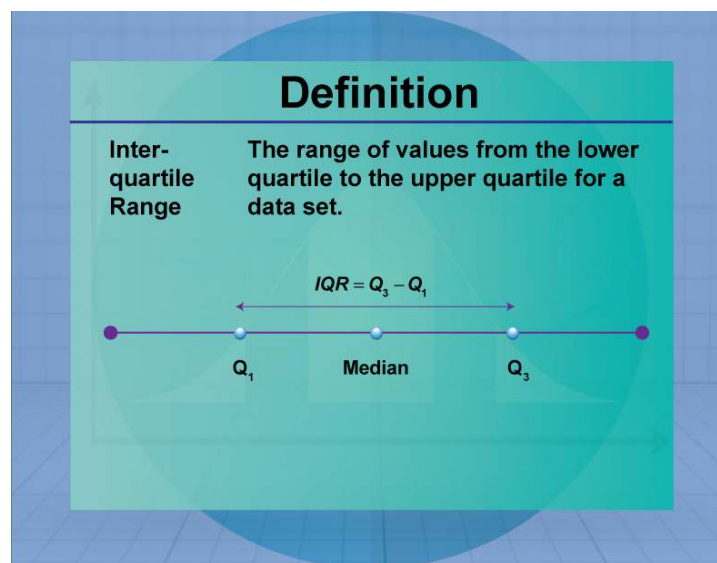 Definition
Inter-
quartile
Range
The range of values from the lower
quartile to the upper quartile for a
data set.
IQR = Q₃ − Q₁
Q₁ Median Q₃